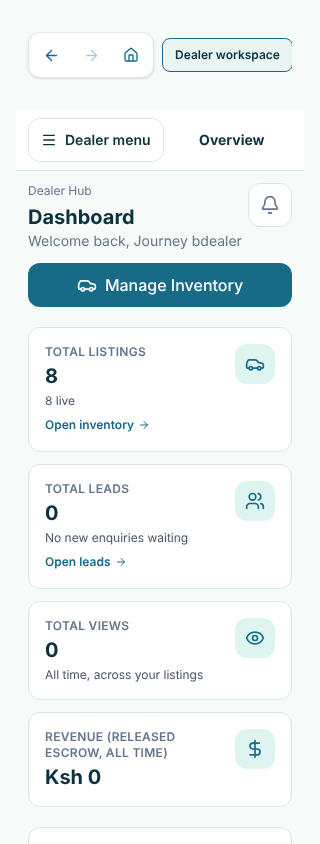 Dealer workspace
Dealer menu
Overview
Dealer Hub
Dashboard
Welcome back, Journey bdealer
Manage Inventory
TOTAL LISTINGS
8
8 live
Open inventory →
TOTAL LEADS
0
No new enquiries waiting
Open leads →
TOTAL VIEWS
0
All time, across your listings
REVENUE (RELEASED
ESCROW, ALL TIME)
Ksh 0